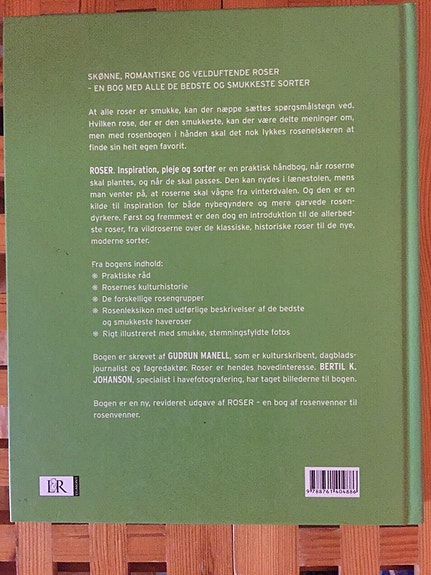 SKØNNE, ROMANTISKE OG VELDUFTENDE ROSER
– EN BOG MED ALLE DE BEDSTE OG SMUKKESTE SORTER
At alle roser er smukke, kan der næppe sættes spørgsmålstegn ved.
Hvilken rose, der er den smukkeste, kan der være delte meninger om,
men med rosenbogen i hånden skal det nok lykkes roseneiskeren at
finde sin helt egen favorit.
ROSER. Inspiration, pleje og sorter er en praktisk håndbog, når roserne
skal plantes, og når de skal passes. Den kan nydes i lænestolen, mens
man venter på, at roserne skal vågne fra vinterdvalen. Og den er en
kilde til inspiration for både nybegyndere og mere garvede rosen-
dyrkere. Først og fremmest er den dog en introduktion til de allerbed-
ste roser, fra vildroserne over de klassiske, historiske roser til de nye,
moderne sorter.
Fra bogens indhold:
❋ Praktiske råd
❋ Rosernes kulturhistorie
❋ De forskellige rosengrupper
❋ Rosenleksikon med udførlige beskrivelser af de bedste
og smukkeste haveroser
❋ Rigt illustreret med smukke, stemningsfyldte fotos
Bogen er skrevet af GUDRUN MANELL, som er kulturskribent, dagblads-
journalist og fagredaktør. Roser er hendes hovedinteresse. BERTIL K.
JOHANSON, specialist i havefotografering, har taget billederne til bogen.
Bogen er en ny, revideret udgave af ROSER – en bog af rosenvenner til
rosenvenner.
L&R
9 788761 404886